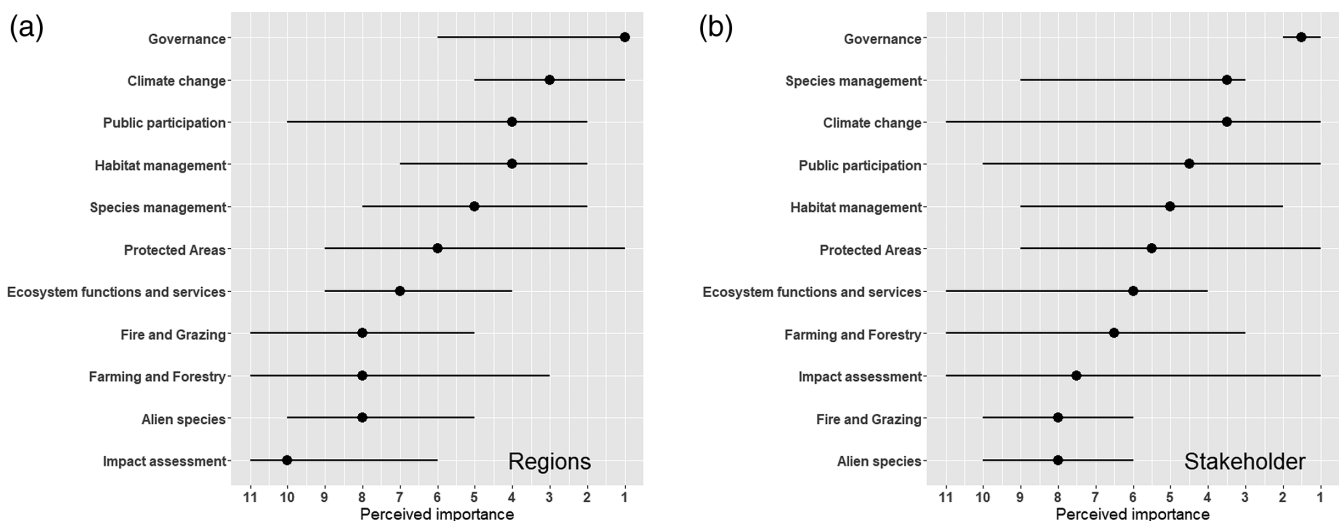 (a)
Governance
Climate change
Public participation
Habitat management
Species management
Protected Areas
Ecosystem functions and services
Fire and Grazing
Farming and Forestry
Alien species
Impact assessment
Regions
11 10 9 8 7 6 5 4 3 2 1
Perceived importance
(b)
Governance
Species management
Climate change
Public participation
Habitat management
Protected Areas
Ecosystem functions and services
Farming and Forestry
Impact assessment
Fire and Grazing
Alien species
Stakeholder
11 10 9 8 7 6 5 4 3 2 1
Perceived importance